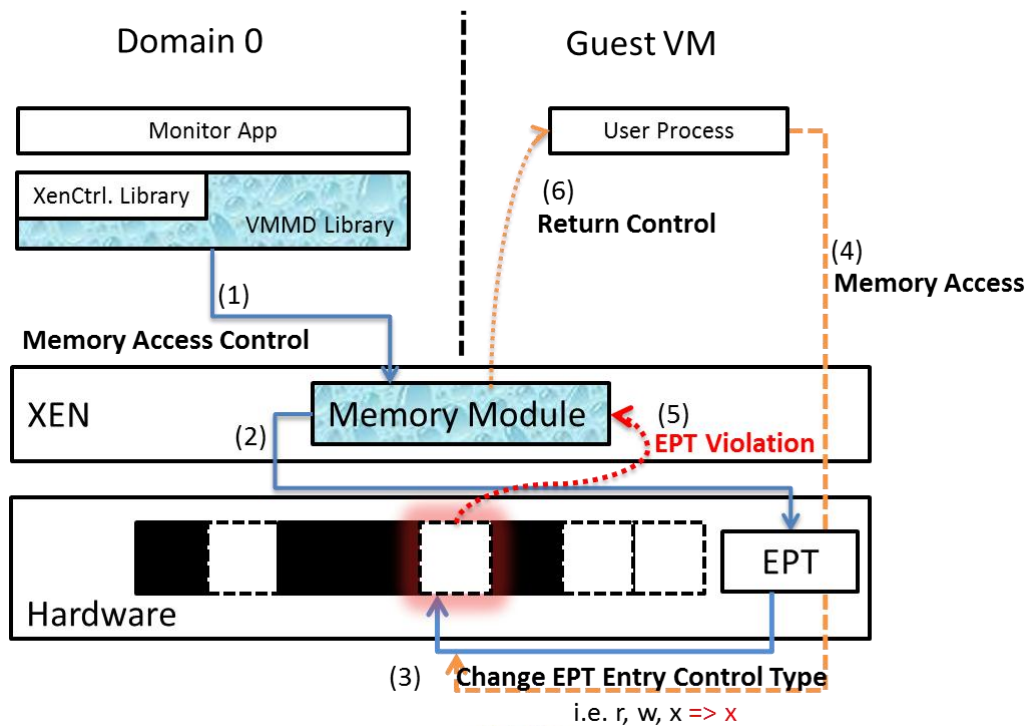 Domain 0
Guest VM
Monitor App
User Process
XenCtrl. Library
VMMD Library
(6)
Return Control
(4)
Memory Access
(1)
Memory Access Control
XEN
Memory Module
(5)
EPT Violation
(2)
EPT
Hardware
(3)
Change EPT Entry Control Type
i.e. r, w, x => x